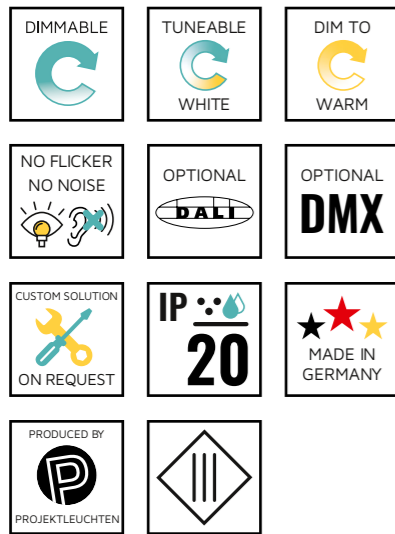 DIMMABLE
TUNEABLE
WHITE
DIM TO
WARM
NO FLICKER
NO NOISE
OPTIONAL
DALI
OPTIONAL
DMX
CUSTOM SOLUTION
ON REQUEST
IP
20
MADE IN
GERMANY
PRODUCED BY
P
PROJEKTLEUCHTEN
III